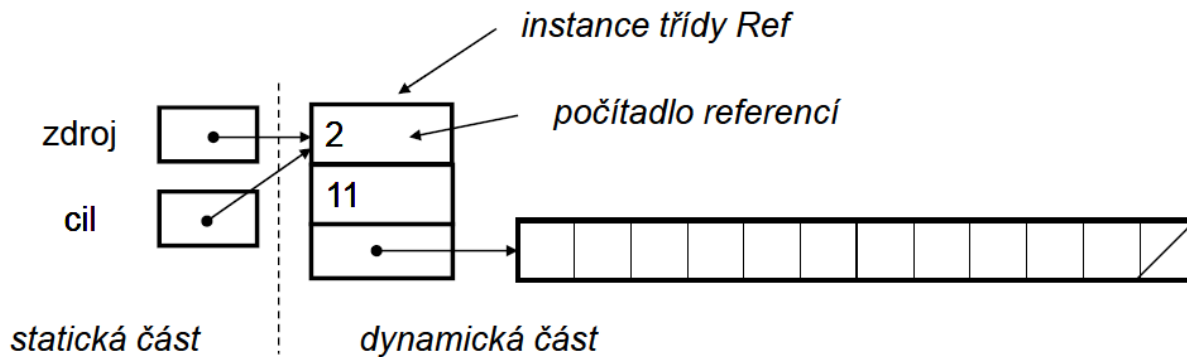 instance třídy Ref
počítadlo referencí
zdroj
2
11
cil
statická část
dynamická část